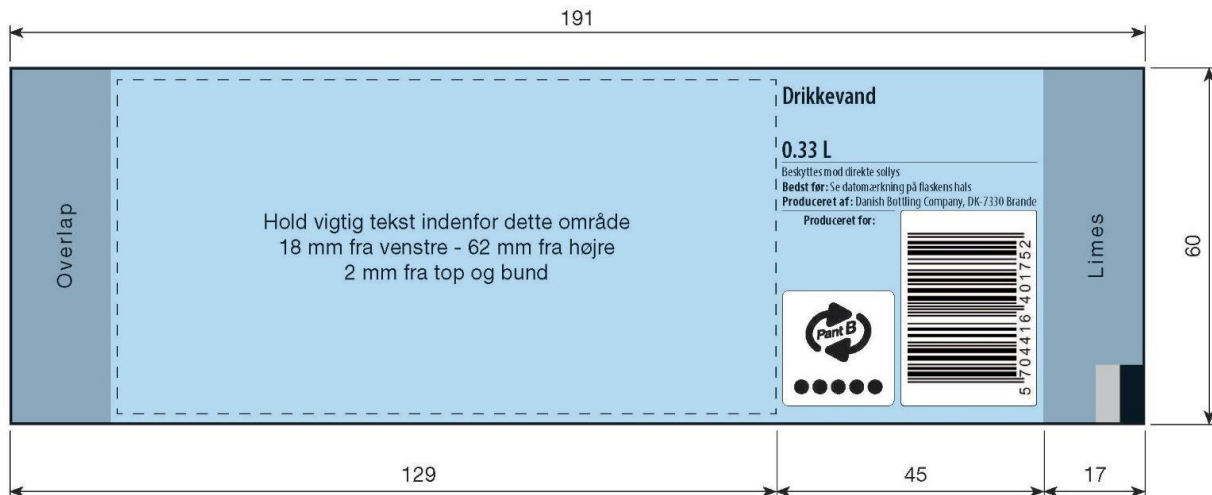 191
Overlap
Hold vigtig tekst indenfor dette område
18 mm fra venstre - 62 mm fra højre
2 mm fra top og bund
Drikkevand
0.33 L
Beskyttes mod direkte sollys
Bedst før: Se datomærkning på flaskens hals
Produceret af: Danish Bottling Company, DK-7330 Brande
Produceret for:
Pant B
5 704416 401752
Limes
60
129
45
17